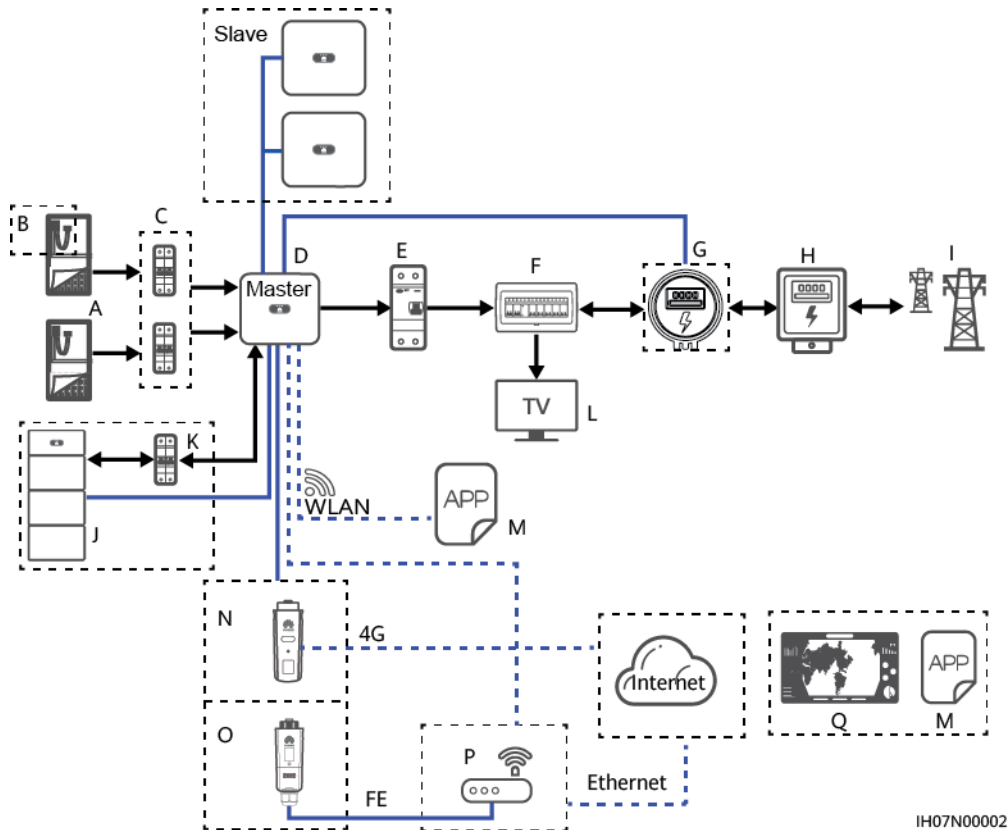 Slave
B
C
D
E
F
G
H
I
Master
A
TV
L
K
J
WLAN
APP
M
N
4G
Internet
APP
Q
M
O
P
Ethernet
FE
IH07N00002